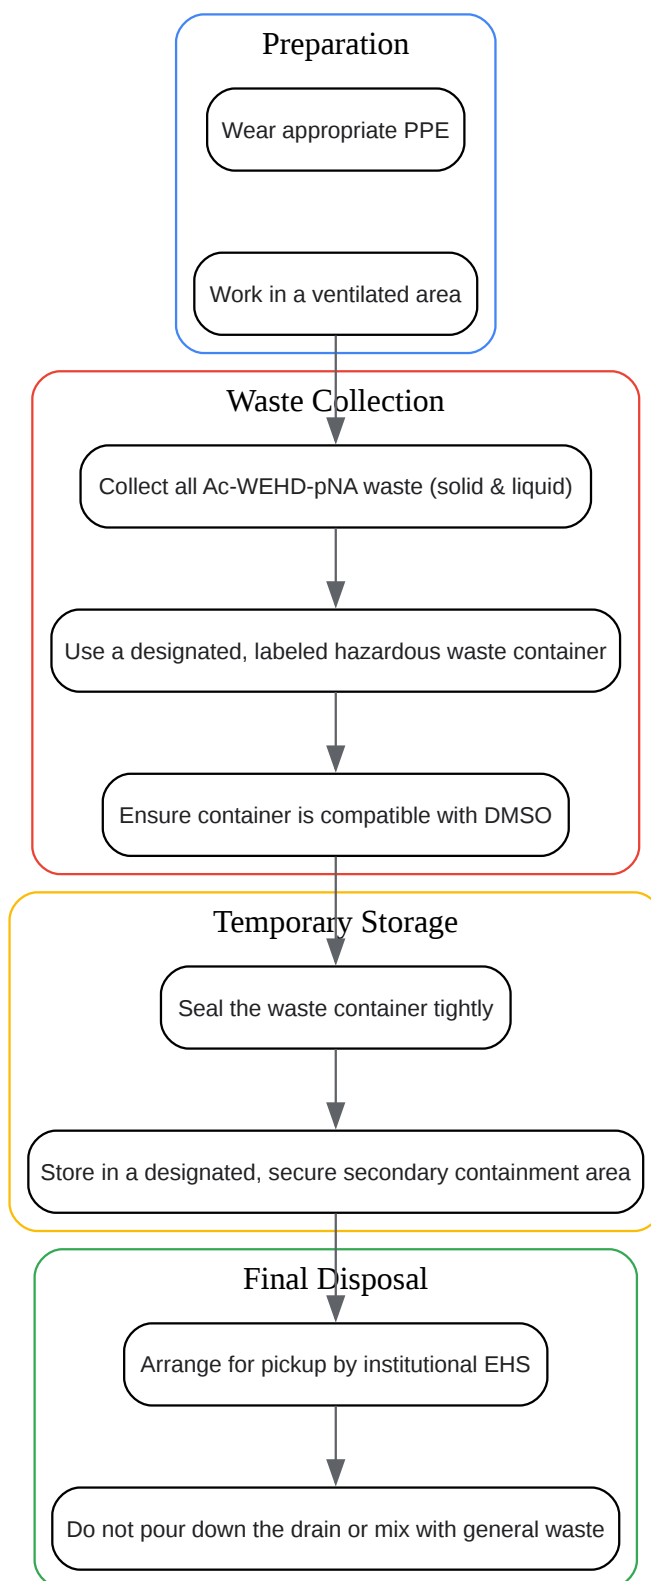 Preparation
Wear appropriate PPE
Work in a ventilated area
Waste Collection
Collect all Ac-WEHD-pNA waste (solid & liquid)
Use a designated, labeled hazardous waste container
Ensure container is compatible with DMSO
Temporary Storage
Seal the waste container tightly
Store in a designated, secure secondary containment area
Final Disposal
Arrange for pickup by institutional EHS
Do not pour down the drain or mix with general waste